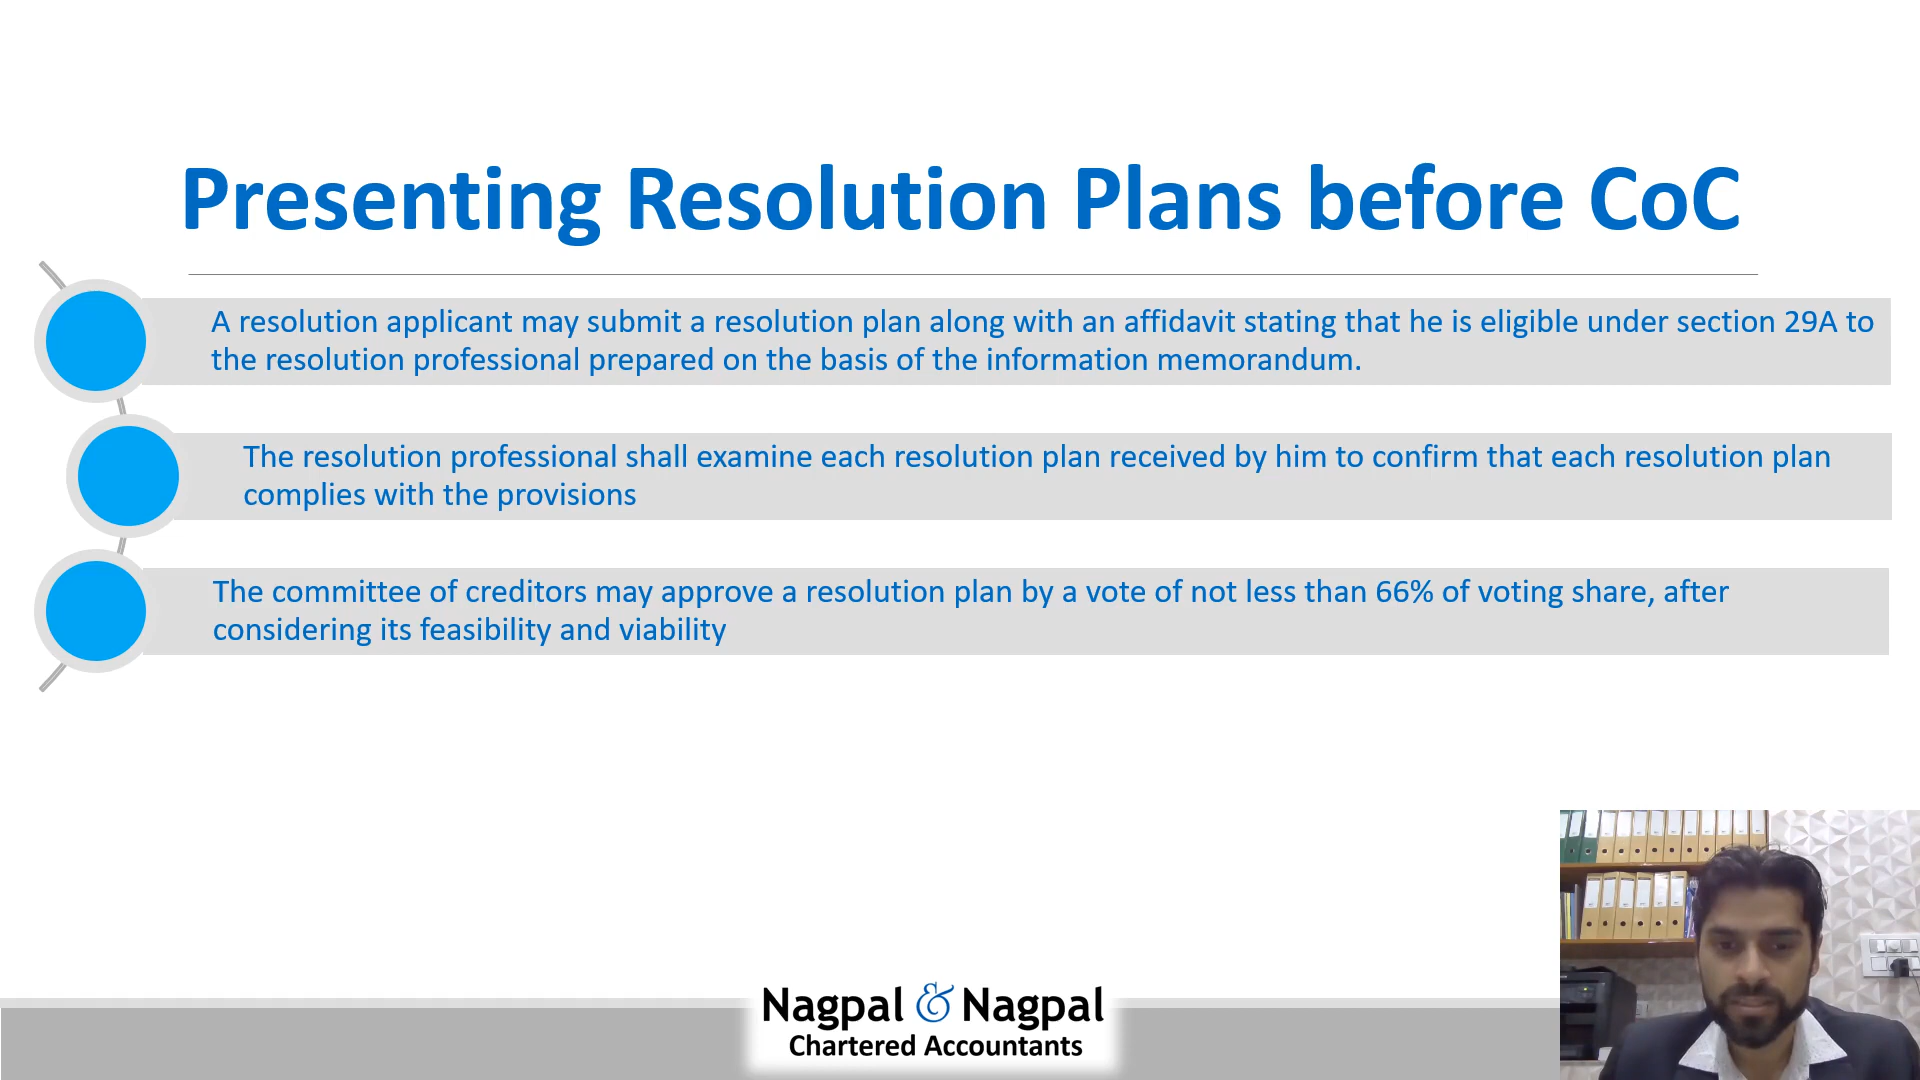 Presenting Resolution Plans before CoC
A resolution applicant may submit a resolution plan along with an affidavit stating that he is eligible under section 29A to
the resolution professional prepared on the basis of the information memorandum.
The resolution professional shall examine each resolution plan received by him to confirm that each resolution plan
complies with the provisions
The committee of creditors may approve a resolution plan by a vote of not less than 66% of voting share, after
considering its feasibility and viability
Nagpal & Nagpal
Chartered Accountants